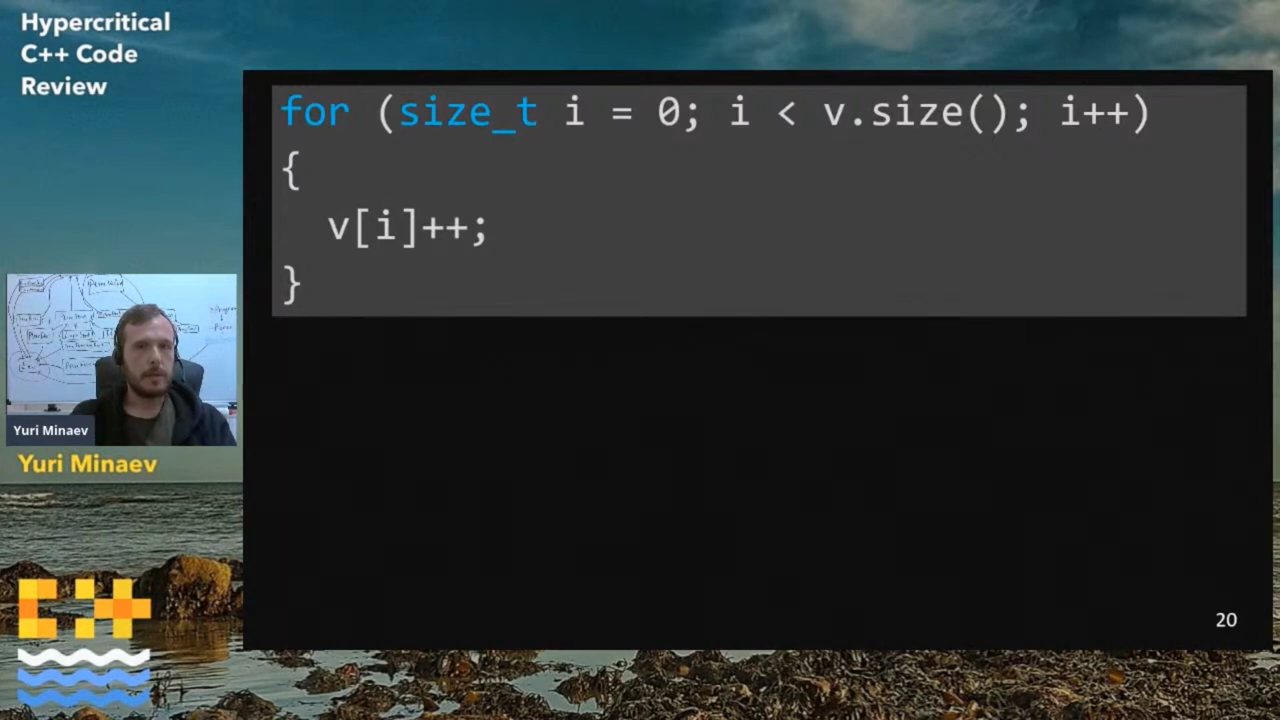 Hypercritical
C++ Code
Review
for (size_t i = 0; i < v.size(); i++)
{
  v[i]++;
}
Yuri Minaev
Yuri Minaev
20